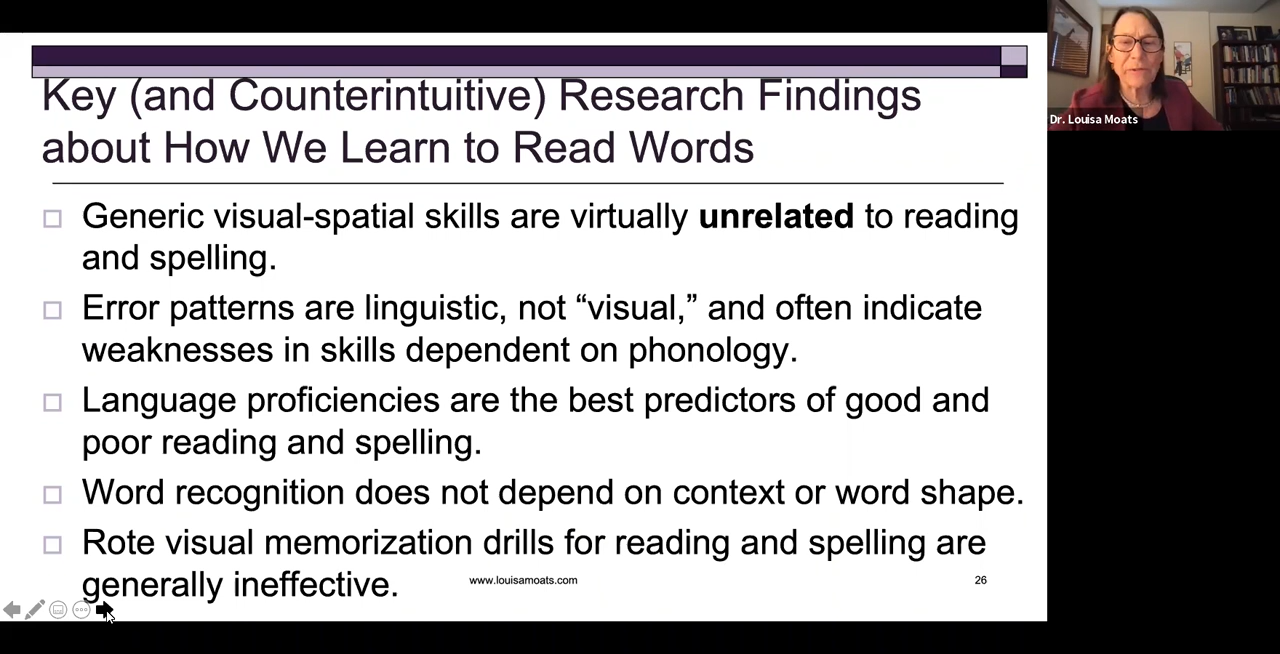 Key (and Counterintuitive) Research Findings
about How We Learn to Read Words
Generic visual-spatial skills are virtually unrelated to reading
and spelling.
Error patterns are linguistic, not “visual,” and often indicate
weaknesses in skills dependent on phonology.
Language proficiencies are the best predictors of good and
poor reading and spelling.
Word recognition does not depend on context or word shape.
Rote visual memorization drills for reading and spelling are
generally ineffective.
www.louisamoats.com
26
Dr. Louisa Moats